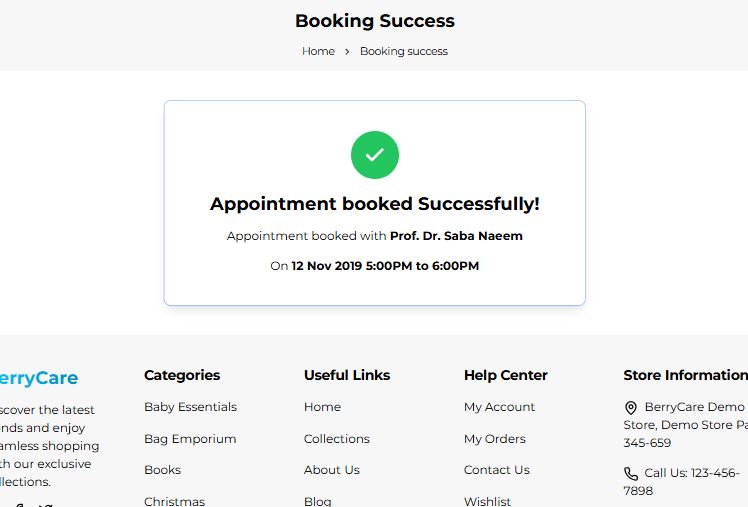 Booking Success
Home > Booking success
Appointment booked Successfully!
Appointment booked with Prof. Dr. Saba Naeem
On 12 Nov 2019 5:00PM to 6:00PM
erryCare
scover the latest
ends and enjoy
amless shopping
th our exclusive
llections.
Categories
Baby Essentials
Bag Emporium
Books
Christmas
Useful Links
Home
Collections
About Us
Blog
Help Center
My Account
My Orders
Contact Us
Wishlist
Store Information
BerryCare Demo
Store, Demo Store Pa
345-659
Call Us: 123-456-
7898